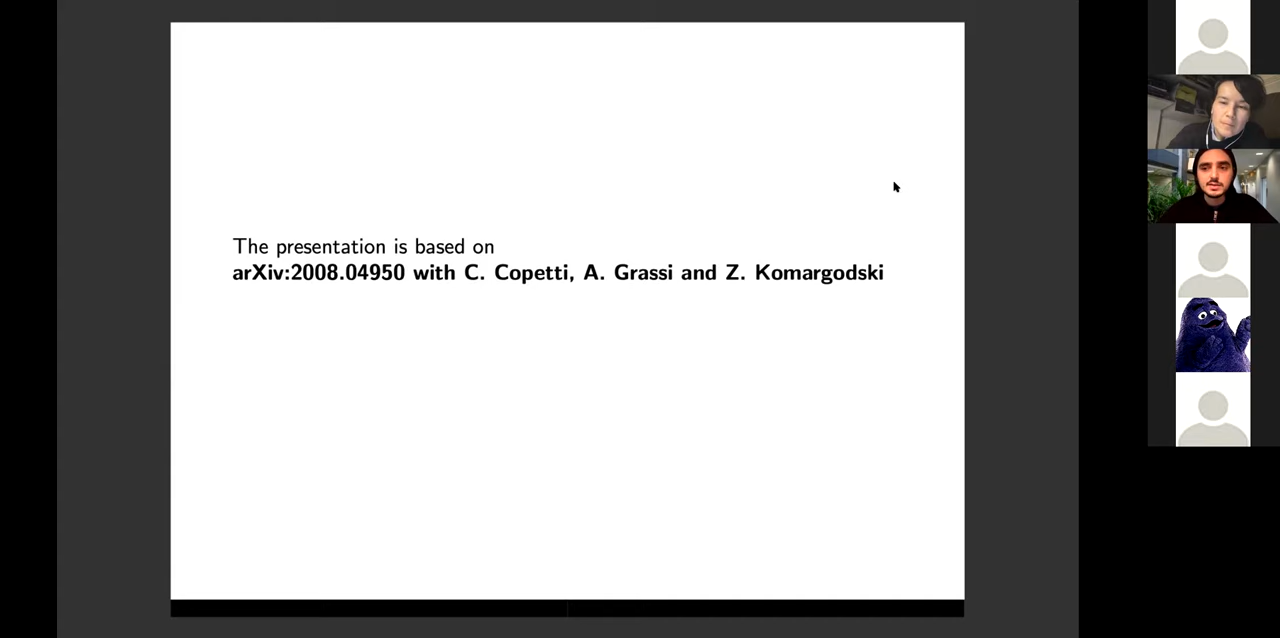 The presentation is based on
arXiv:2008.04950 with C. Copetti, A. Grassi and Z. Komargodski